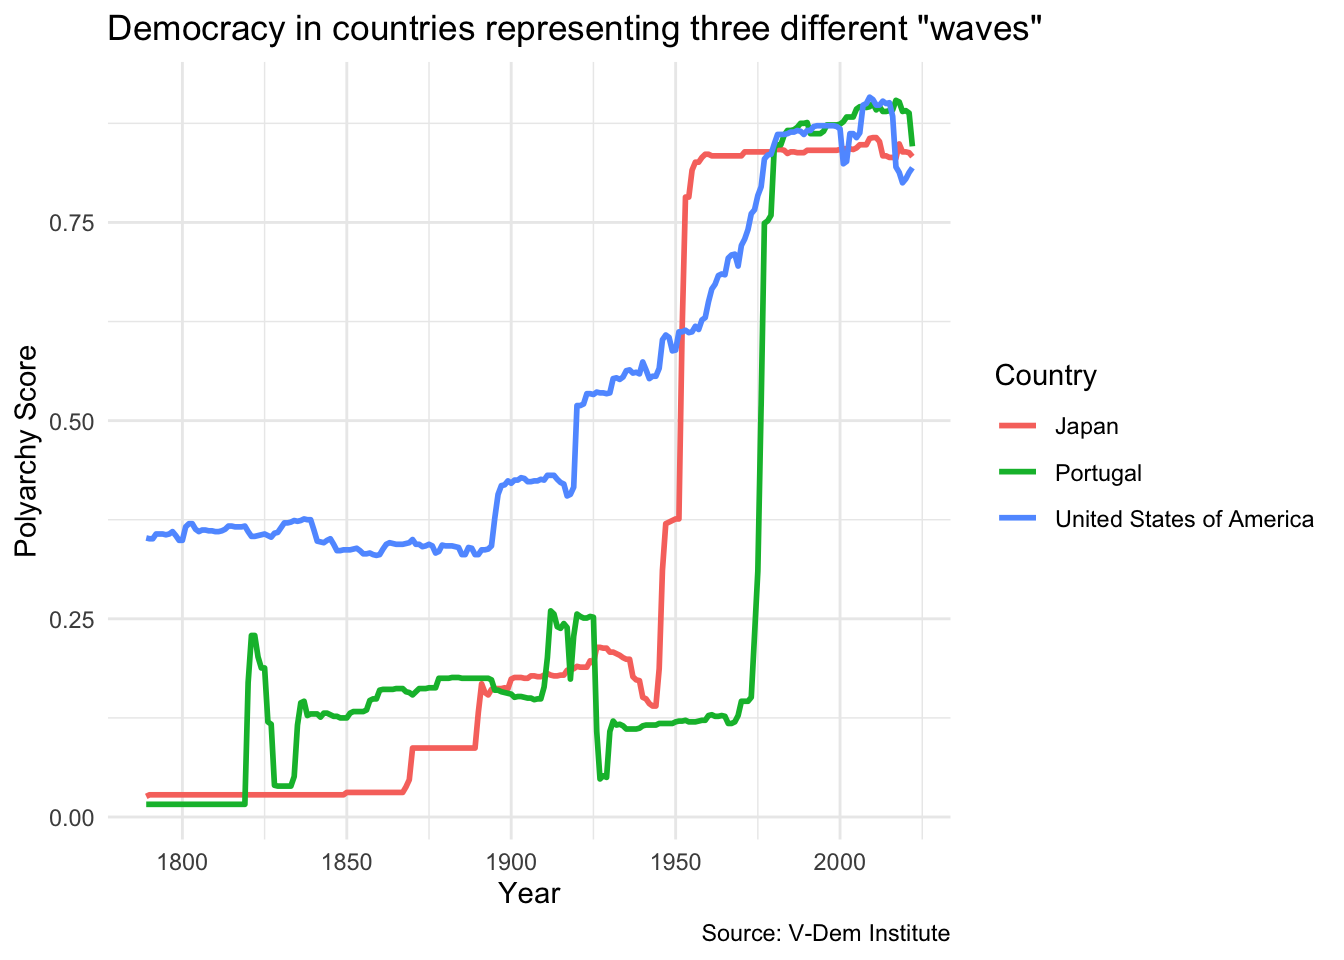 Democracy in countries representing three different "waves"
Polyarchy Score
0.75
0.50
0.25
0.00
1800 1850 1900 1950 2000
Year
Country
Japan
Portugal
United States of America
Source: V-Dem Institute